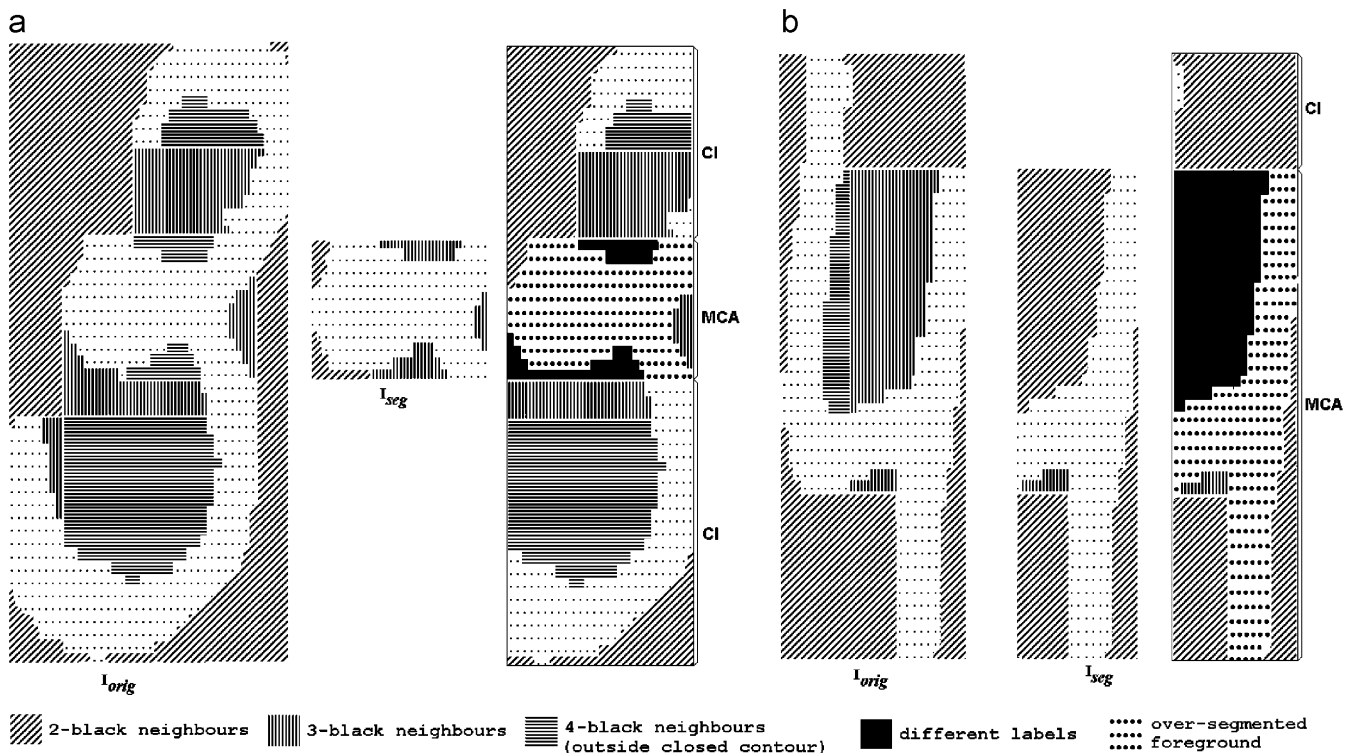 a
b
CI
MCA
CI
I_seg
I_orig
CI
MCA
I_orig
I_seg
2-black neighbours
3-black neighbours
4-black neighbours
(outside closed contour)
different labels
over-segmented
foreground